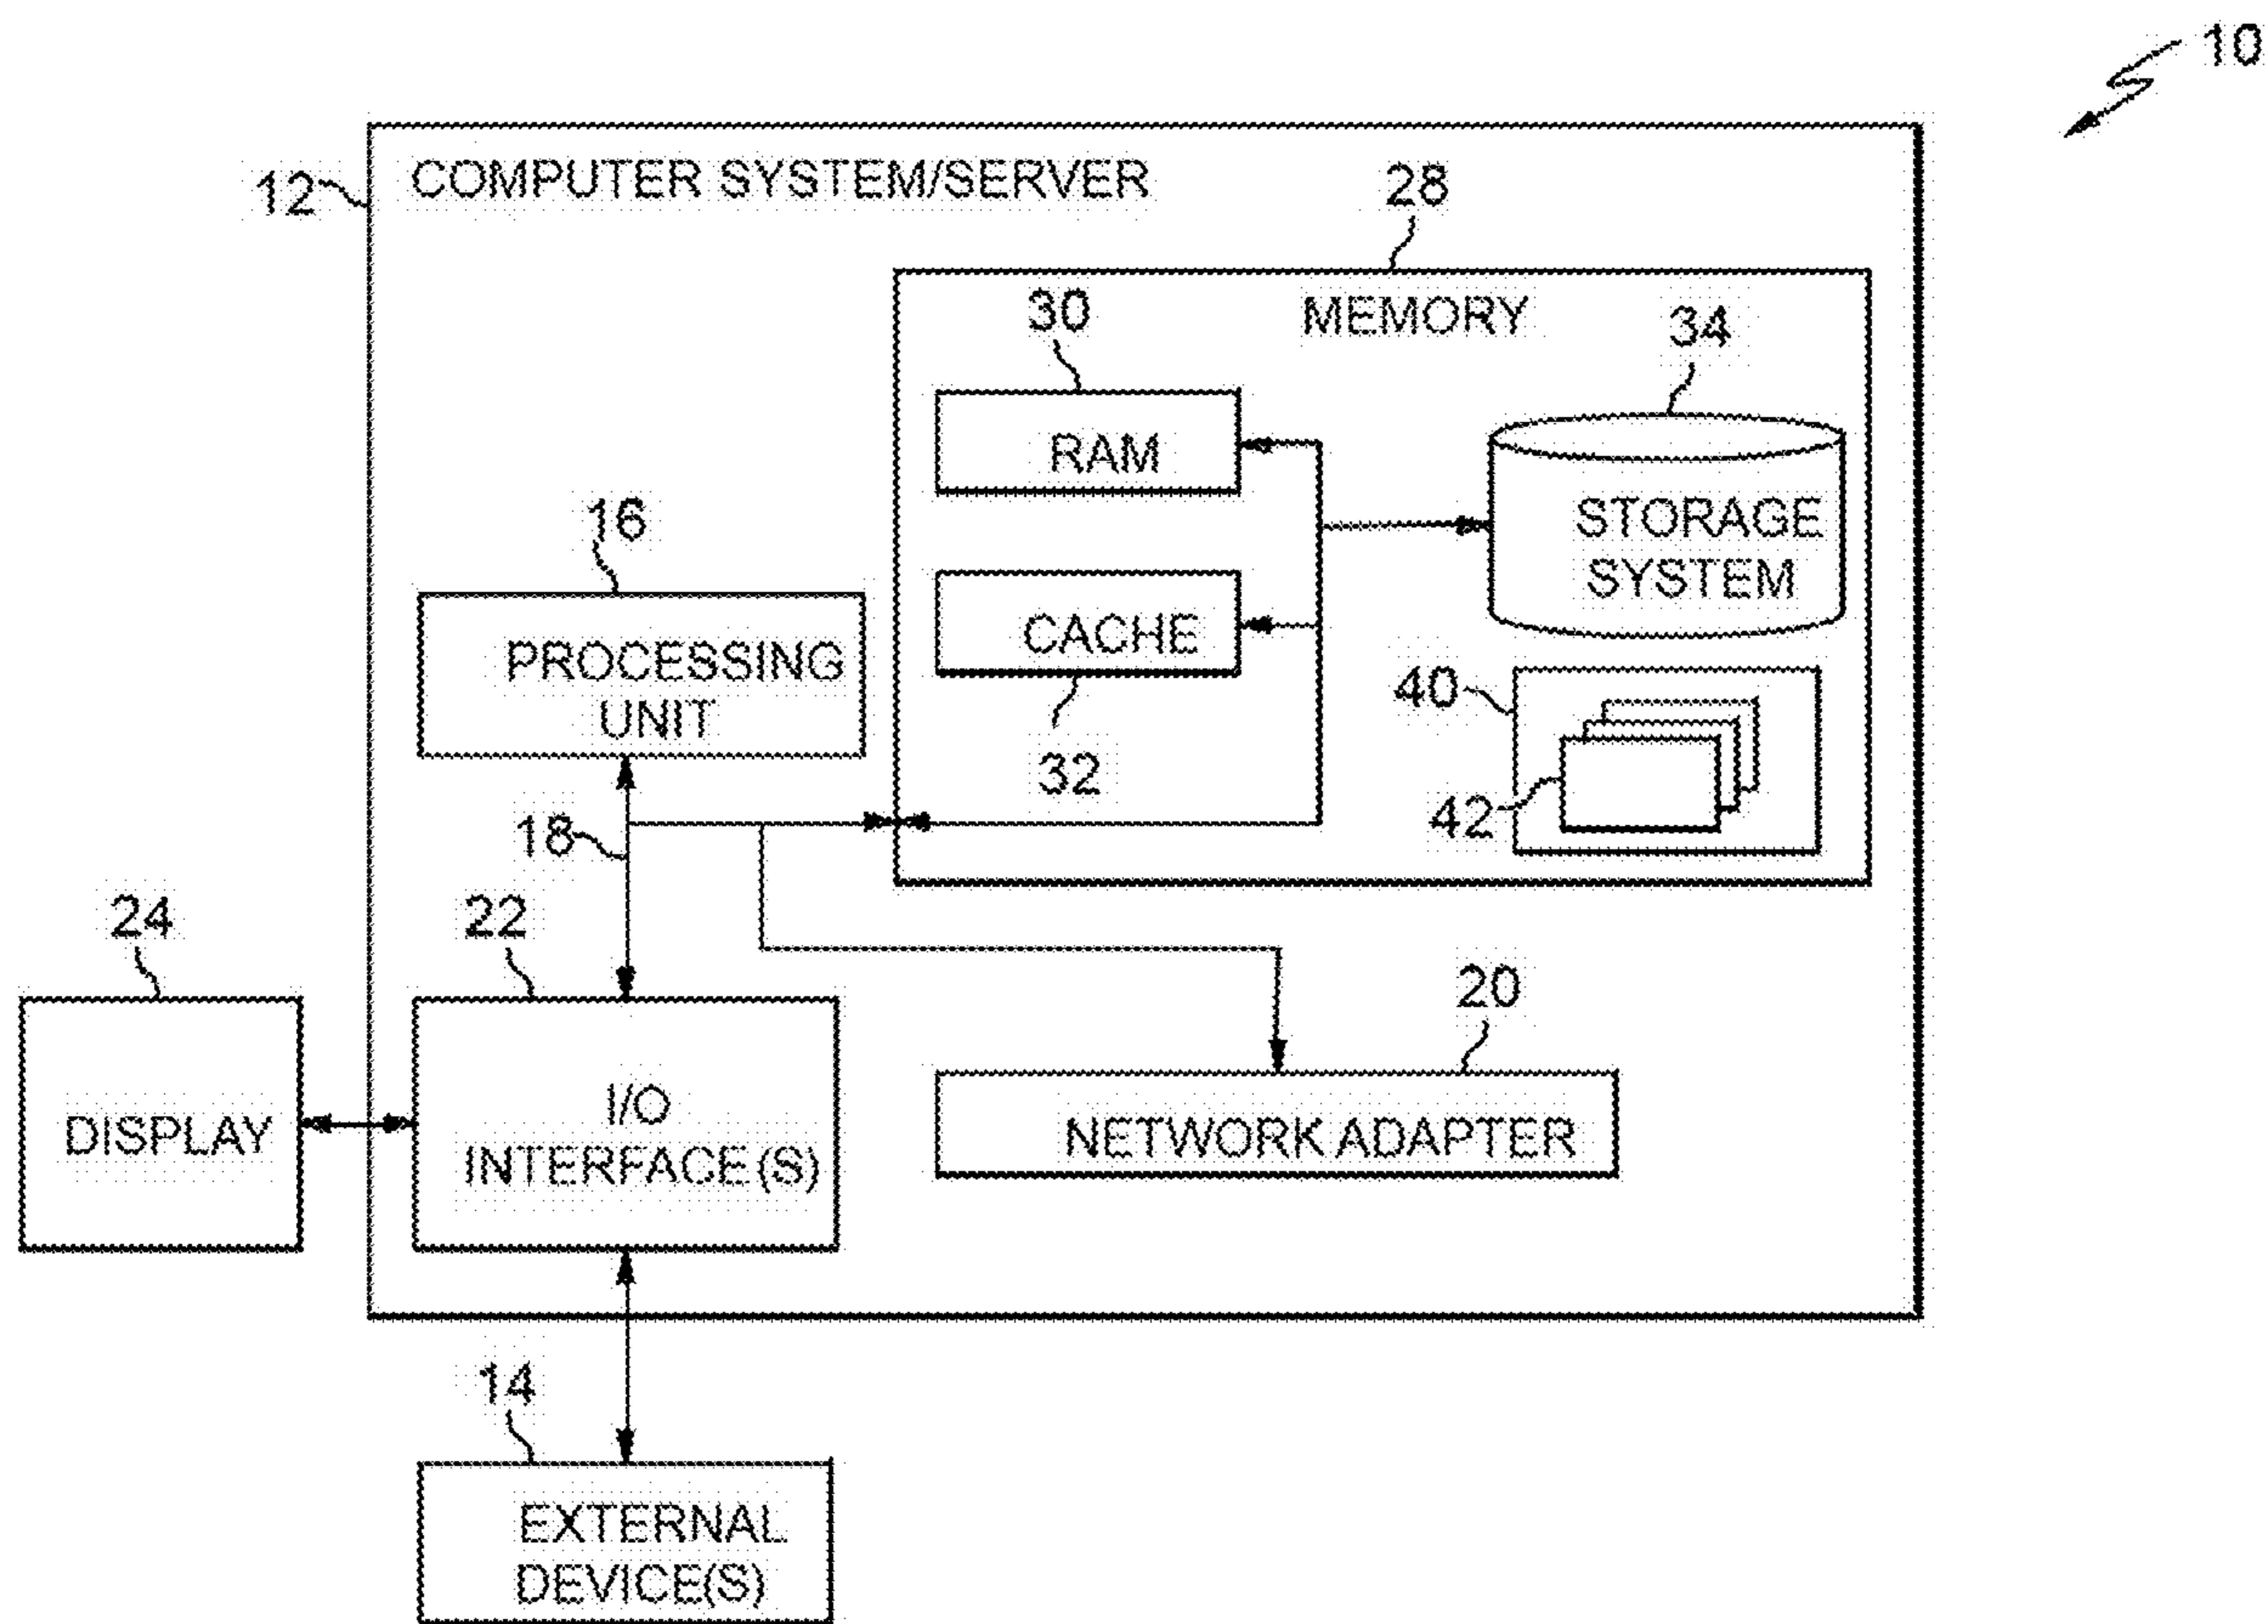 10
12
COMPUTER SYSTEM/SERVER
28
MEMORY
30
34
RAM
STORAGE
SYSTEM
16
CACHE
PROCESSING
UNIT
32
40
42
18
24
22
20
DISPLAY
I/O
INTERFACE(S)
NETWORK ADAPTER
14
EXTERNAL
DEVICE(S)